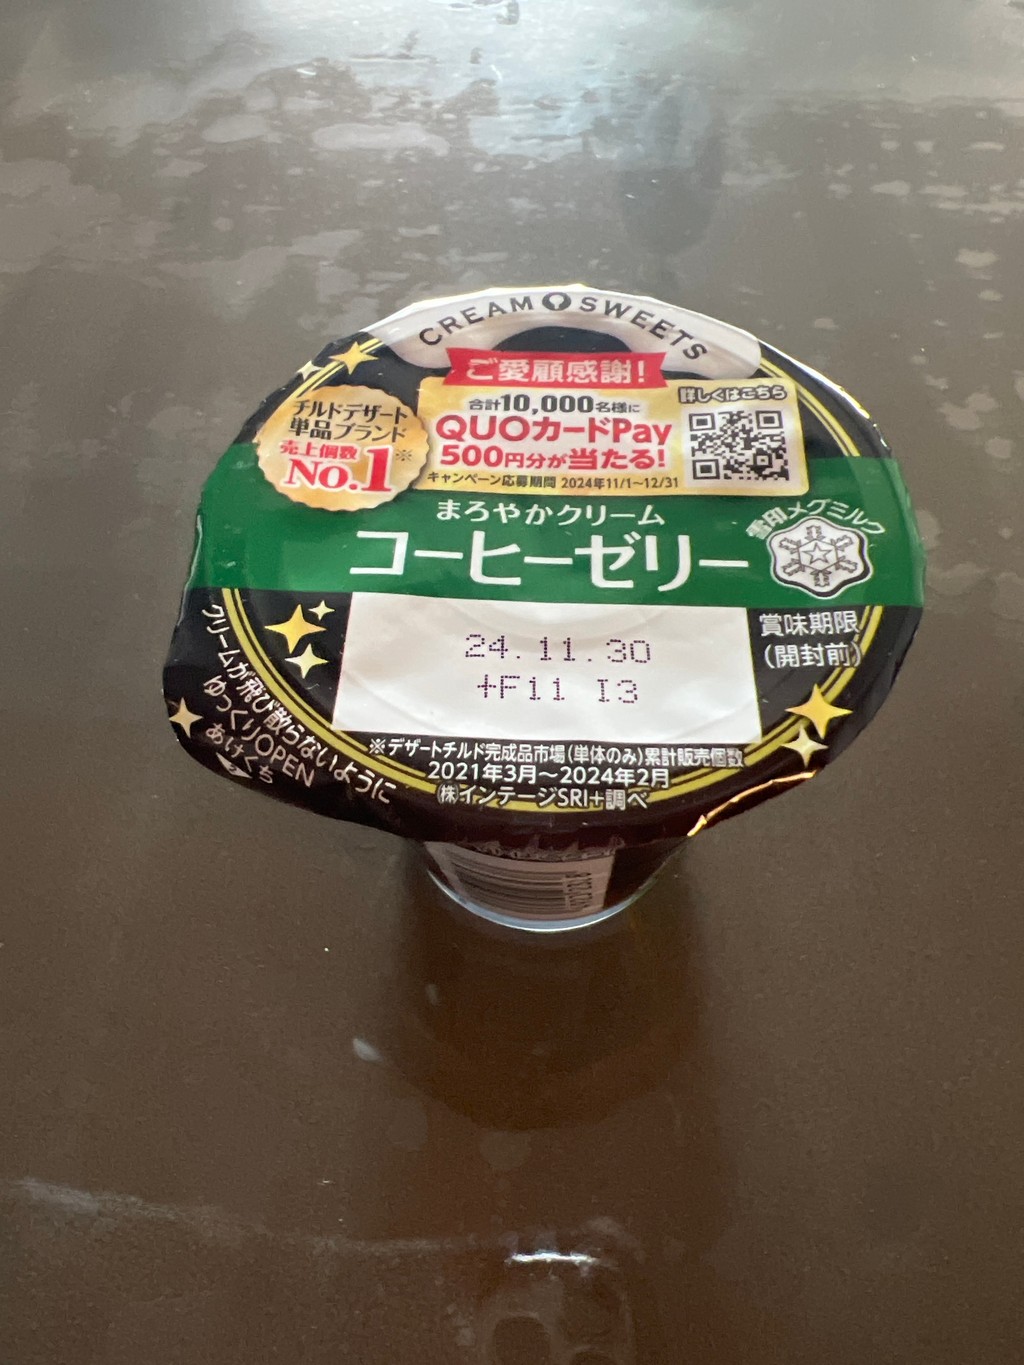 CREAM SWEETS
ご愛顧感謝!
チルドデザート
単品ブランド
売上個数
No.1※
合計10,000名様に
QUOカードPay
500円分が当たる!
キャンペーン応募期間 2024年11/1~12/31
詳しくはこちら
まろやかクリーム
コーヒーゼリー
雪印メグミルク
24.11.30
+F11 I3
賞味期限
(開封前)
クリームが飛び散らないように
ゆっくりOPEN
あけくち
※デザートチルド完成品市場(単体のみ)累計販売個数
2021年3月~2024年2月
㈱インテージSRI+調べ